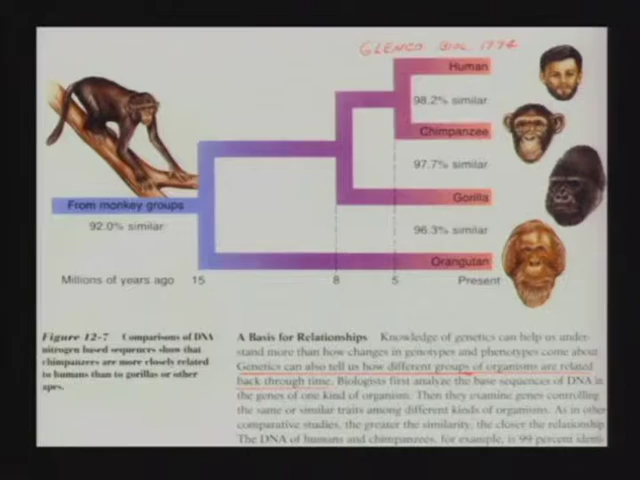 GLENCO BIOL 1994
Human
98.2% similar
Chimpanzee
97.7% similar
From monkey groups
Gorilla
92.0% similar
96.3% similar
Orangutan
Millions of years ago 15 8 5 Present
Figure 12-7 Comparisons of DNA
nitrogen based sequences show that
chimpanzees are more closely related
to humans than to gorillas or other
apes.
A Basis for Relationships Knowledge of genetics can help us under-
stand more than how changes in genotypes and phenotypes come about
Genetics can also tell us how different groups of organisms are related
back through time. Biologists first analyze the base sequences of DNA in
the genes of one kind of organism. Then they examine genes controlling
the same or similar traits among different kinds of organisms. As in other
comparative studies, the greater the similarity, the closer the relationship
The DNA of humans and chimpanzees, for example, is 99 percent identi